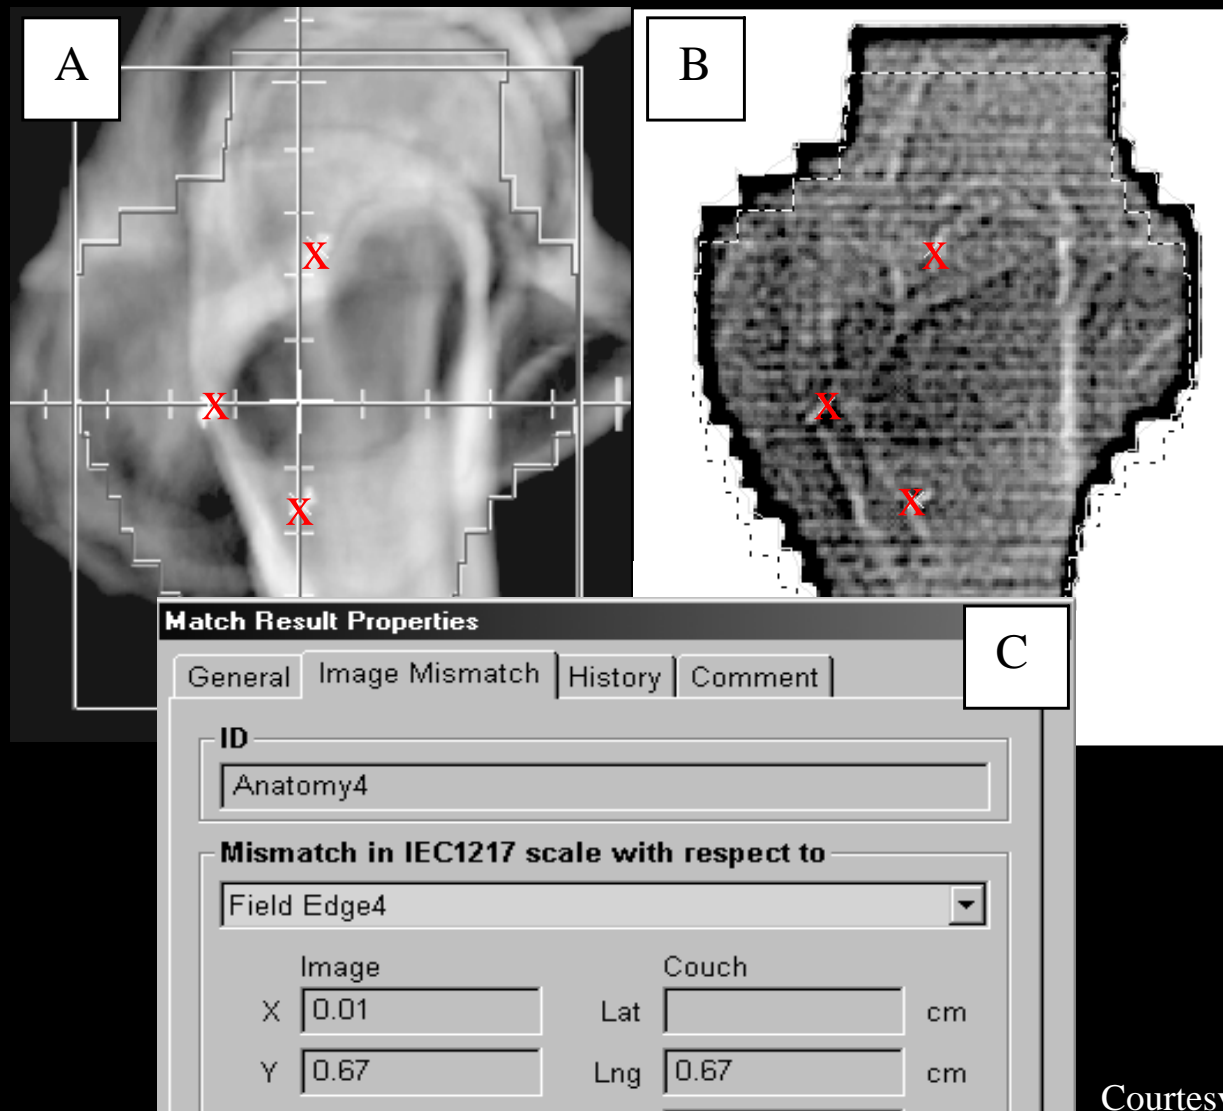 A
B
X
X
X
X
X
X
C
Match Result Properties
General Image Mismatch History Comment
ID
Anatomy4
Mismatch in IEC1217 scale with respect to
Field Edge4
Image Couch
X 0.01 Lat cm
Y 0.67 Lng 0.67 cm